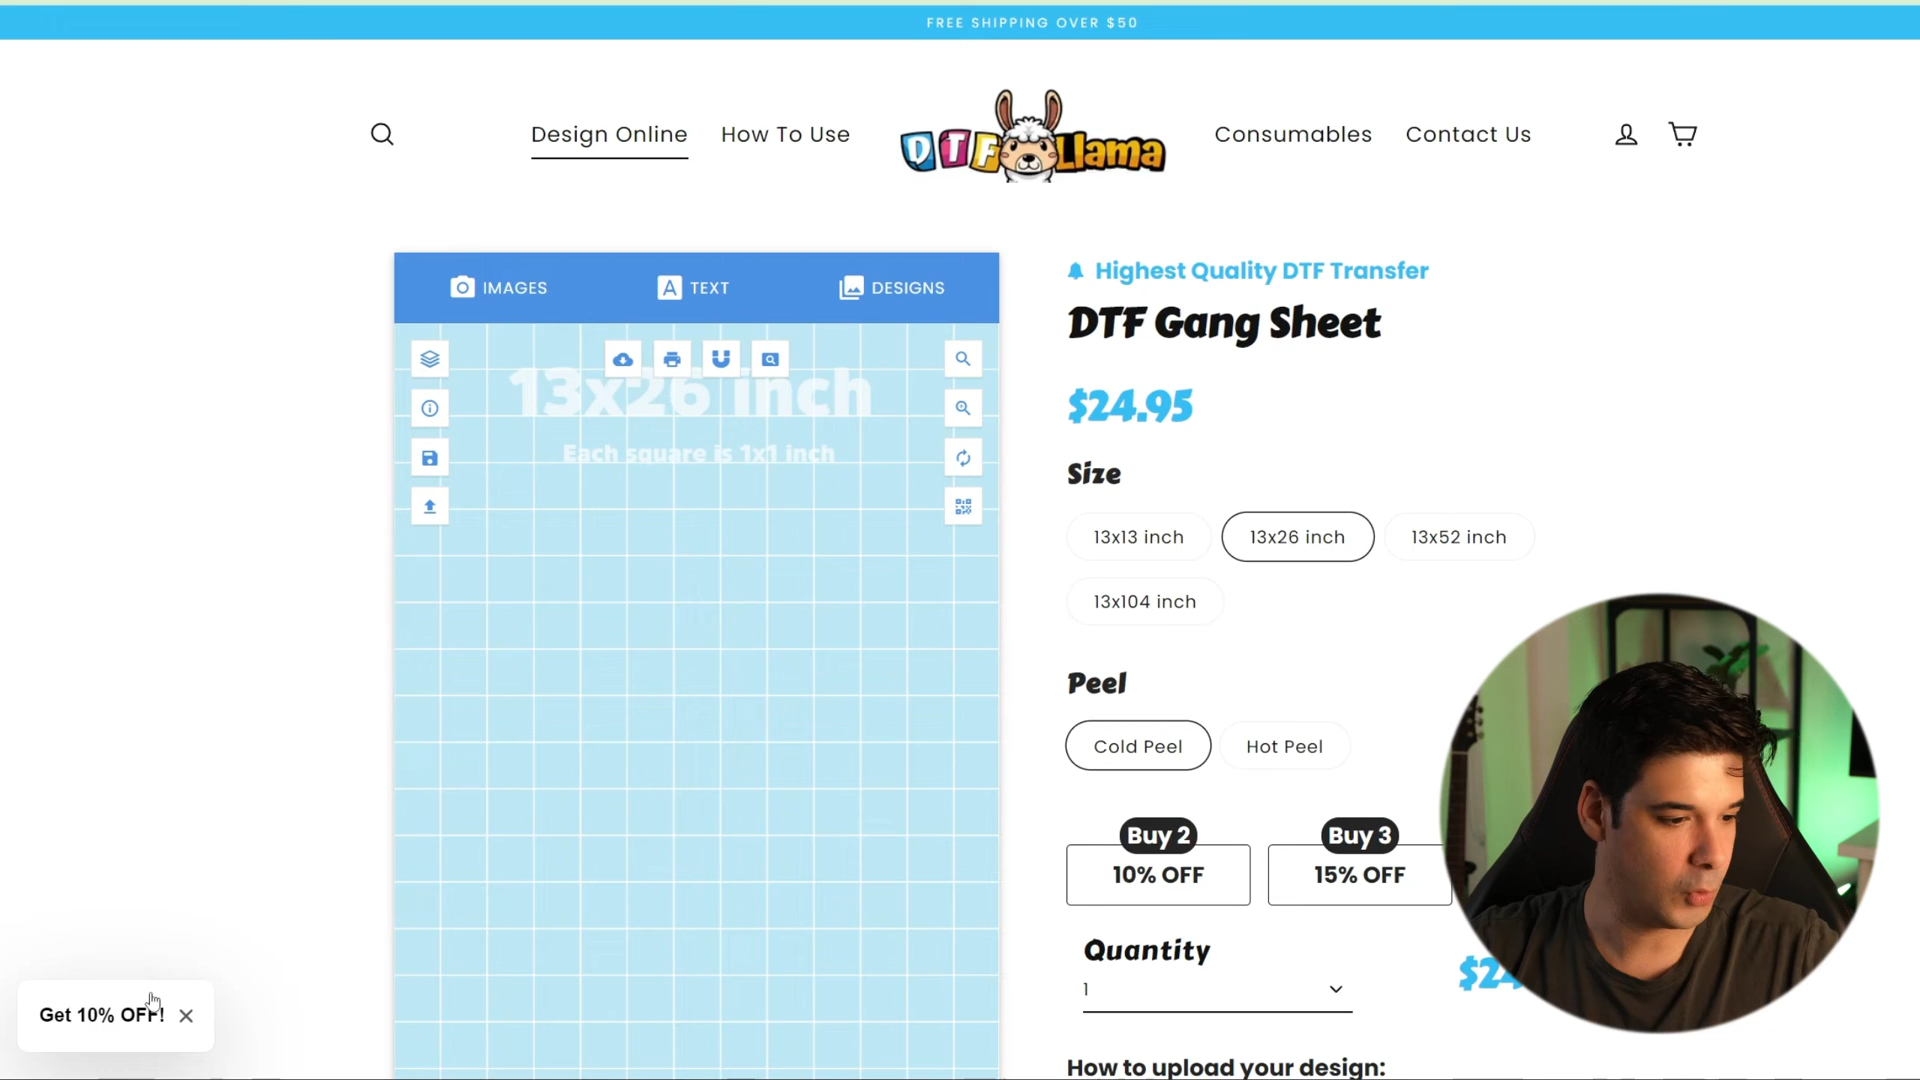 FREE SHIPPING OVER $50
Design Online
How To Use
DTF Llama
Consumables
Contact Us
IMAGES
TEXT
DESIGNS
13x26 inch
Each square is 1x1 inch
Highest Quality DTF Transfer
DTF Gang Sheet
$24.95
Size
13x13 inch
13x26 inch
13x52 inch
13x104 inch
Peel
Cold Peel
Hot Peel
Buy 2
10% OFF
Buy 3
15% OFF
Quantity
1
Get 10% OFF!
How to upload your design: